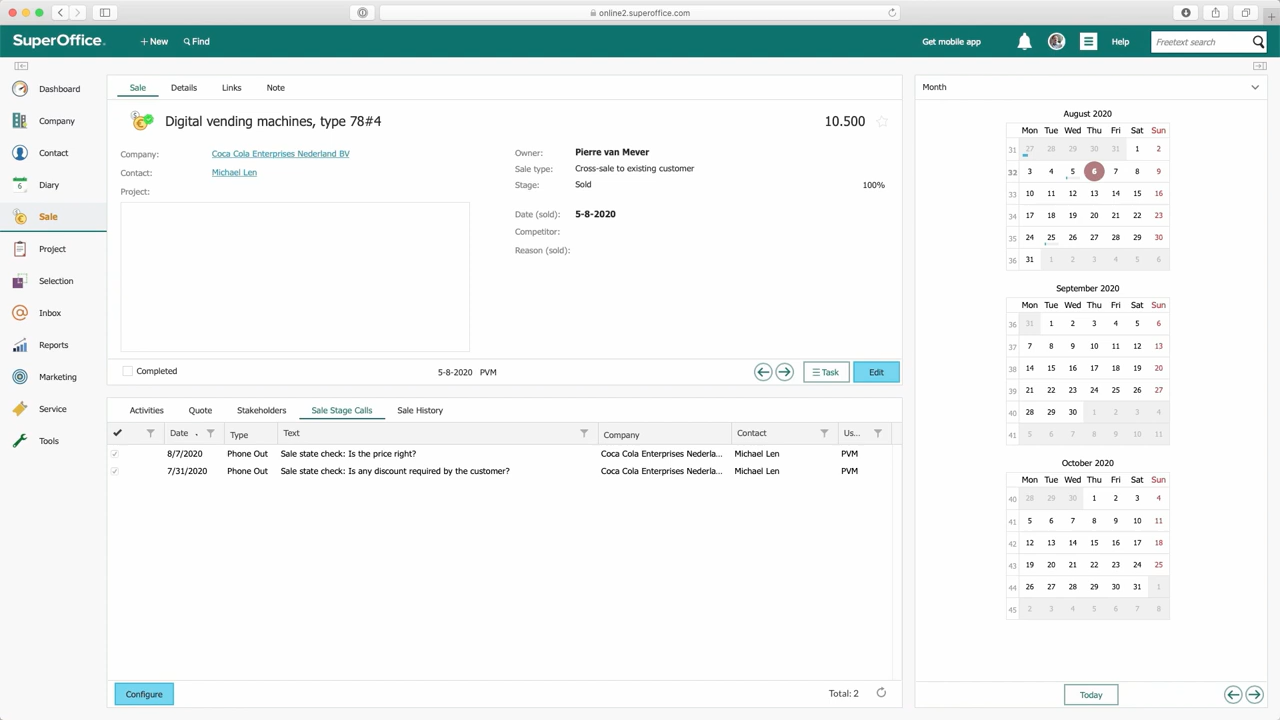 online2.superoffice.com
SuperOffice.
+ New
Find
Get mobile app
Help
Freetext search
Dashboard
Company
Contact
6
Diary
Sale
Project
Selection
Inbox
Reports
Marketing
Service
Tools
Sale Details Links Note
Digital vending machines, type 78#4
10.500
Company: Coca Cola Enterprises Nederland BV
Contact: Michael Len
Project:
Owner: Pierre van Mever
Sale type: Cross-sale to existing customer
Stage: Sold 100%
Date (sold): 5-8-2020
Competitor:
Reason (sold):
Completed
5-8-2020 PVM
Task
Edit
Activities Quote Stakeholders Sale Stage Calls Sale History
Date Type Text Company Contact Us...
8/7/2020 Phone Out Sale state check: Is the price right? Coca Cola Enterprises Nederla... Michael Len PVM
7/31/2020 Phone Out Sale state check: Is any discount required by the customer? Coca Cola Enterprises Nederla... Michael Len PVM
Configure
Total: 2
Month
August 2020
Mon Tue Wed Thu Fri Sat Sun
31 27 28 29 30 31 1 2
32 3 4 5 6 7 8 9
33 10 11 12 13 14 15 16
34 17 18 19 20 21 22 23
35 24 25 26 27 28 29 30
36 31 1 2 3 4 5 6
September 2020
Mon Tue Wed Thu Fri Sat Sun
36 31 1 2 3 4 5 6
37 7 8 9 10 11 12 13
38 14 15 16 17 18 19 20
39 21 22 23 24 25 26 27
40 28 29 30 1 2 3 4
41 5 6 7 8 9 10 11
October 2020
Mon Tue Wed Thu Fri Sat Sun
40 28 29 30 1 2 3 4
41 5 6 7 8 9 10 11
42 12 13 14 15 16 17 18
43 19 20 21 22 23 24 25
44 26 27 28 29 30 31 1
45 2 3 4 5 6 7 8
Today